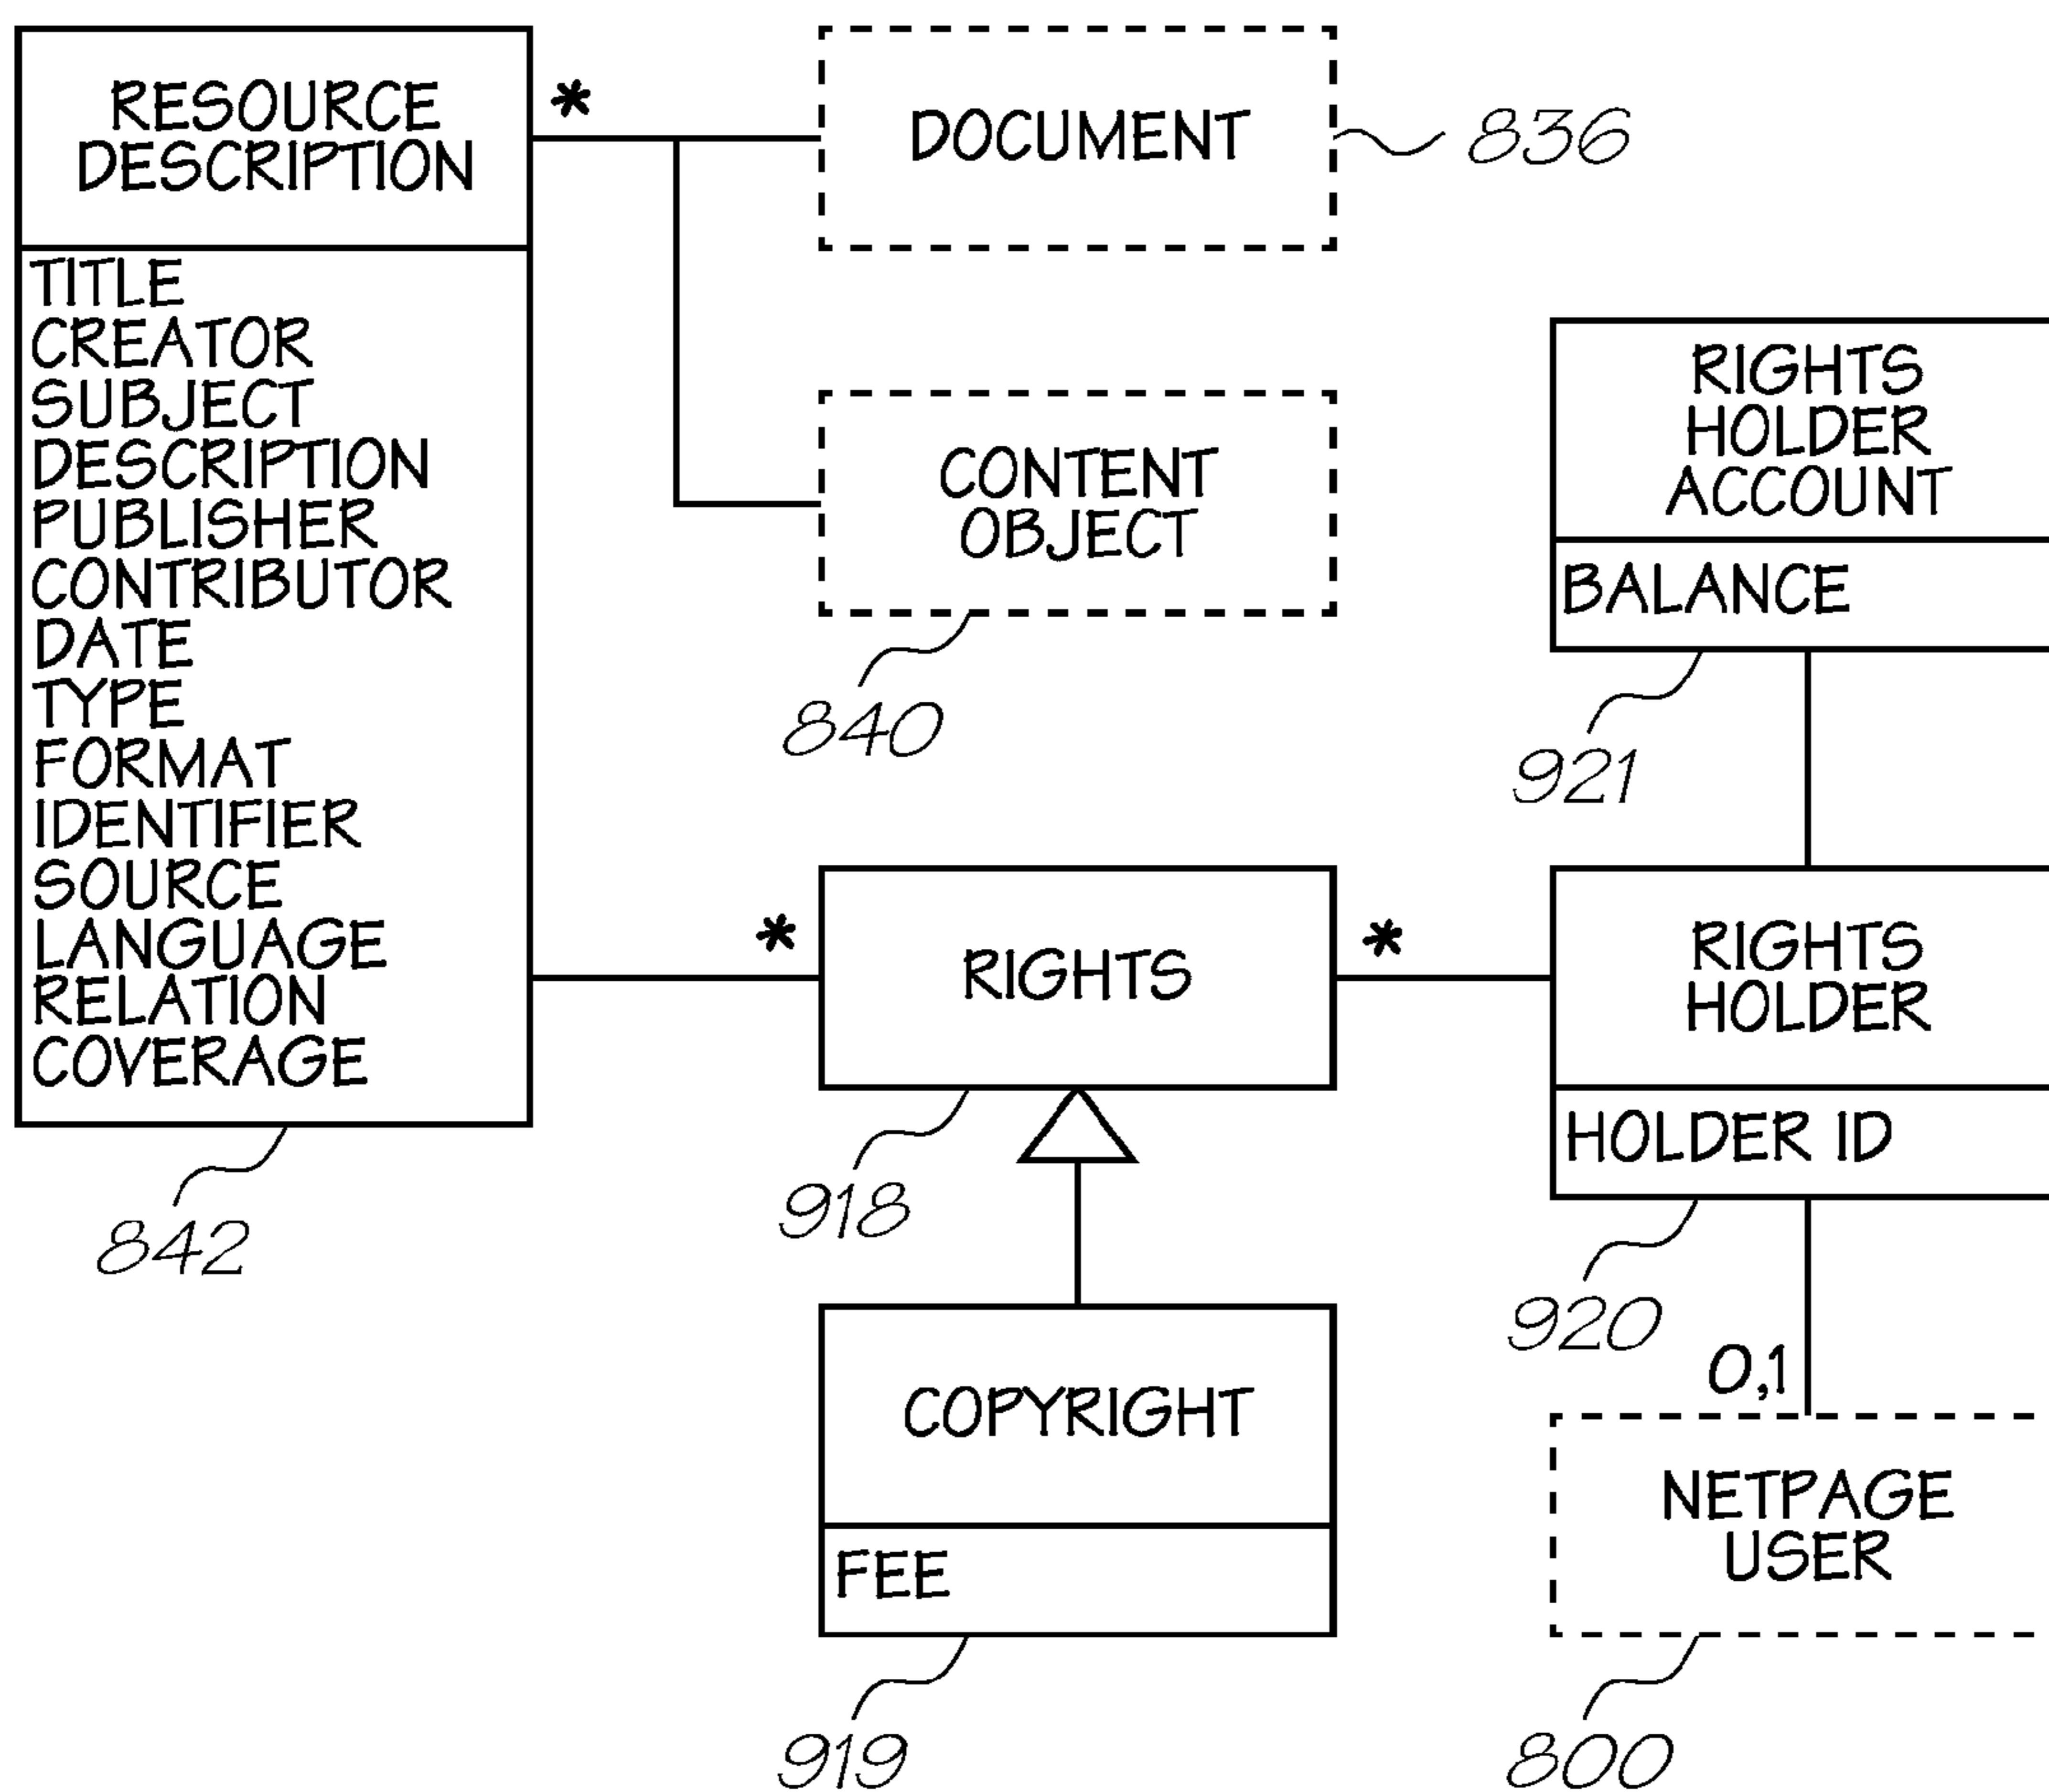 RESOURCE
DESCRIPTION
*
TITLE
CREATOR
SUBJECT
DESCRIPTION
PUBLISHER
CONTRIBUTOR
DATE
TYPE
FORMAT
IDENTIFIER
SOURCE
LANGUAGE
RELATION
COVERAGE
842
DOCUMENT
836
CONTENT
OBJECT
840
RIGHTS
HOLDER
ACCOUNT
BALANCE
921
*
RIGHTS
*
918
RIGHTS
HOLDER
HOLDER ID
920
COPYRIGHT
FEE
919
0,1
NETPAGE
USER
800